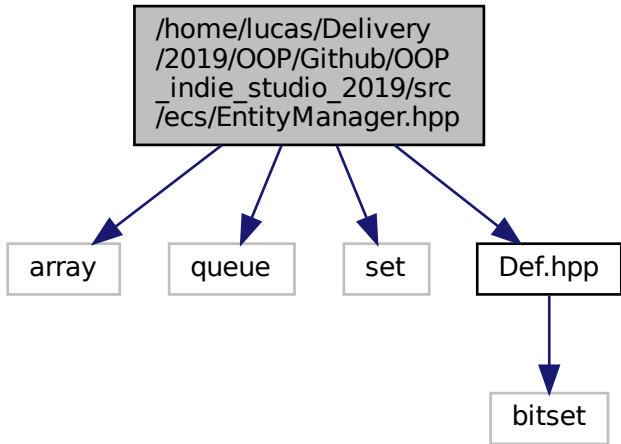 /home/lucas/Delivery
/2019/OOP/Github/OOP
_indie_studio_2019/src
/ecs/EntityManager.hpp
array
queue
set
Def.hpp
bitset